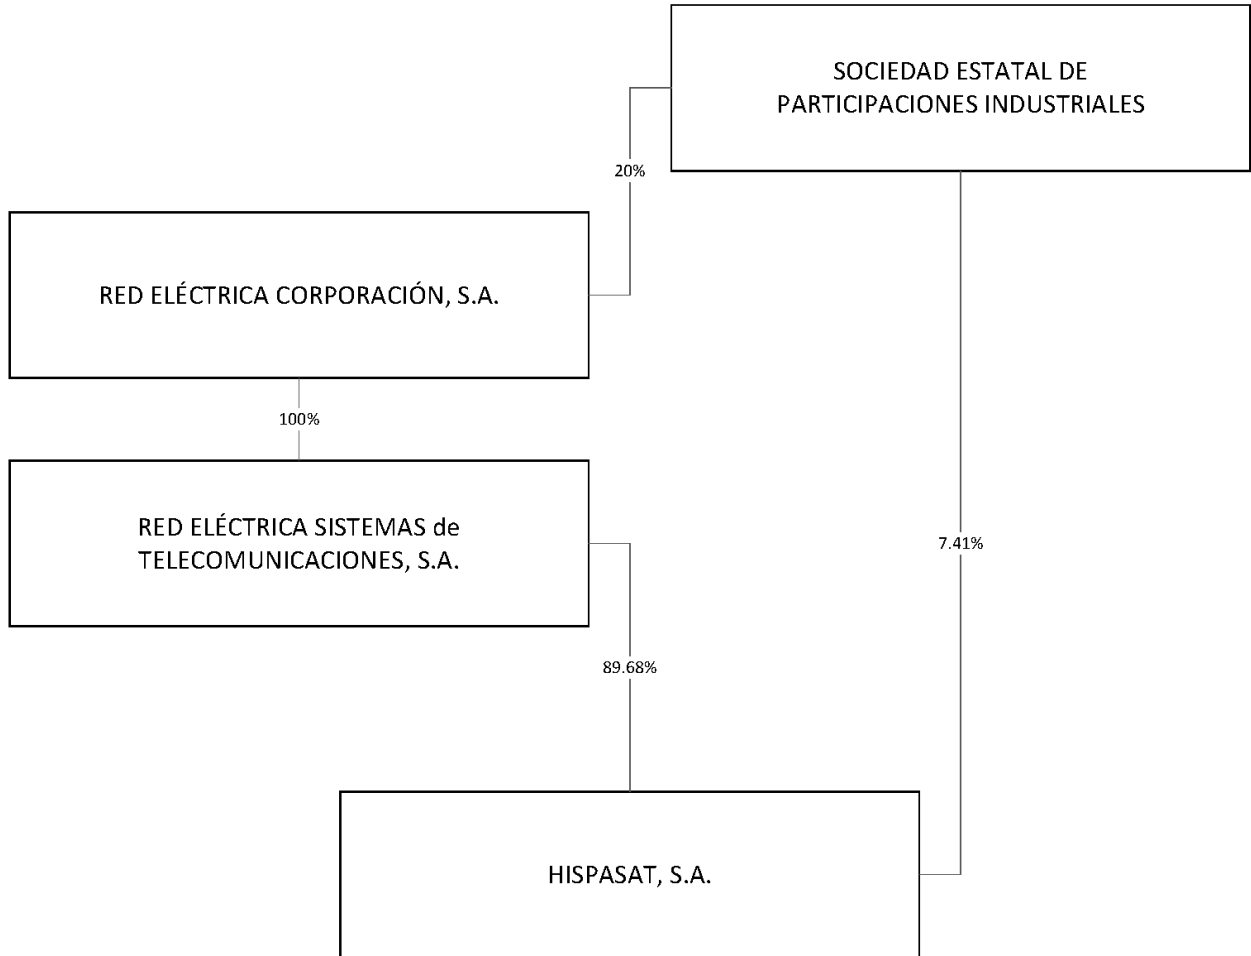 SOCIEDAD ESTATAL DE
PARTICIPACIONES INDUSTRIALES
20%
RED ELÉCTRICA CORPORACIÓN, S.A.
100%
RED ELÉCTRICA SISTEMAS de
TELECOMUNICACIONES, S.A.
7.41%
89.68%
HISPASAT, S.A.